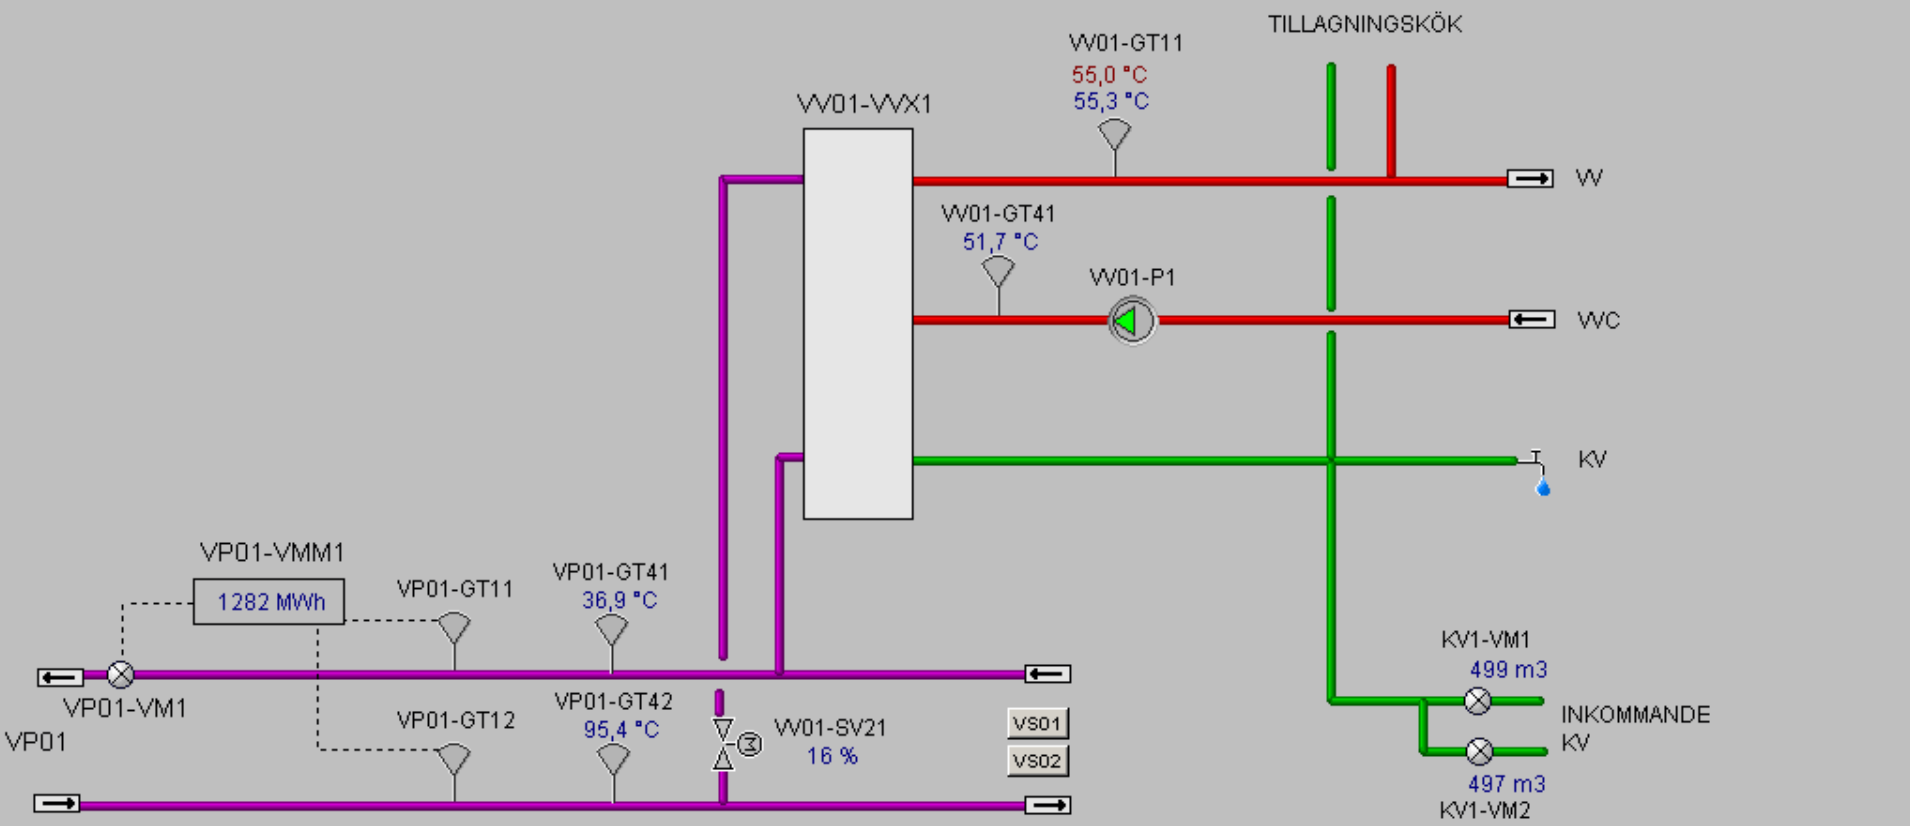 TILLAGNINGSKÖK
VV01-GT11
55,0 °C
55,3 °C
VV01-VVX1
VV
VV01-GT41
51,7 °C
VV01-P1
VVC
KV
VP01-VMM1
1282 MWh
VP01-GT11
VP01-GT41
36,9 °C
VP01-VM1
VP01
VP01-GT12
VP01-GT42
95,4 °C
VV01-SV21
16 %
VS01
VS02
KV1-VM1
499 m3
INKOMMANDE
KV
497 m3
KV1-VM2